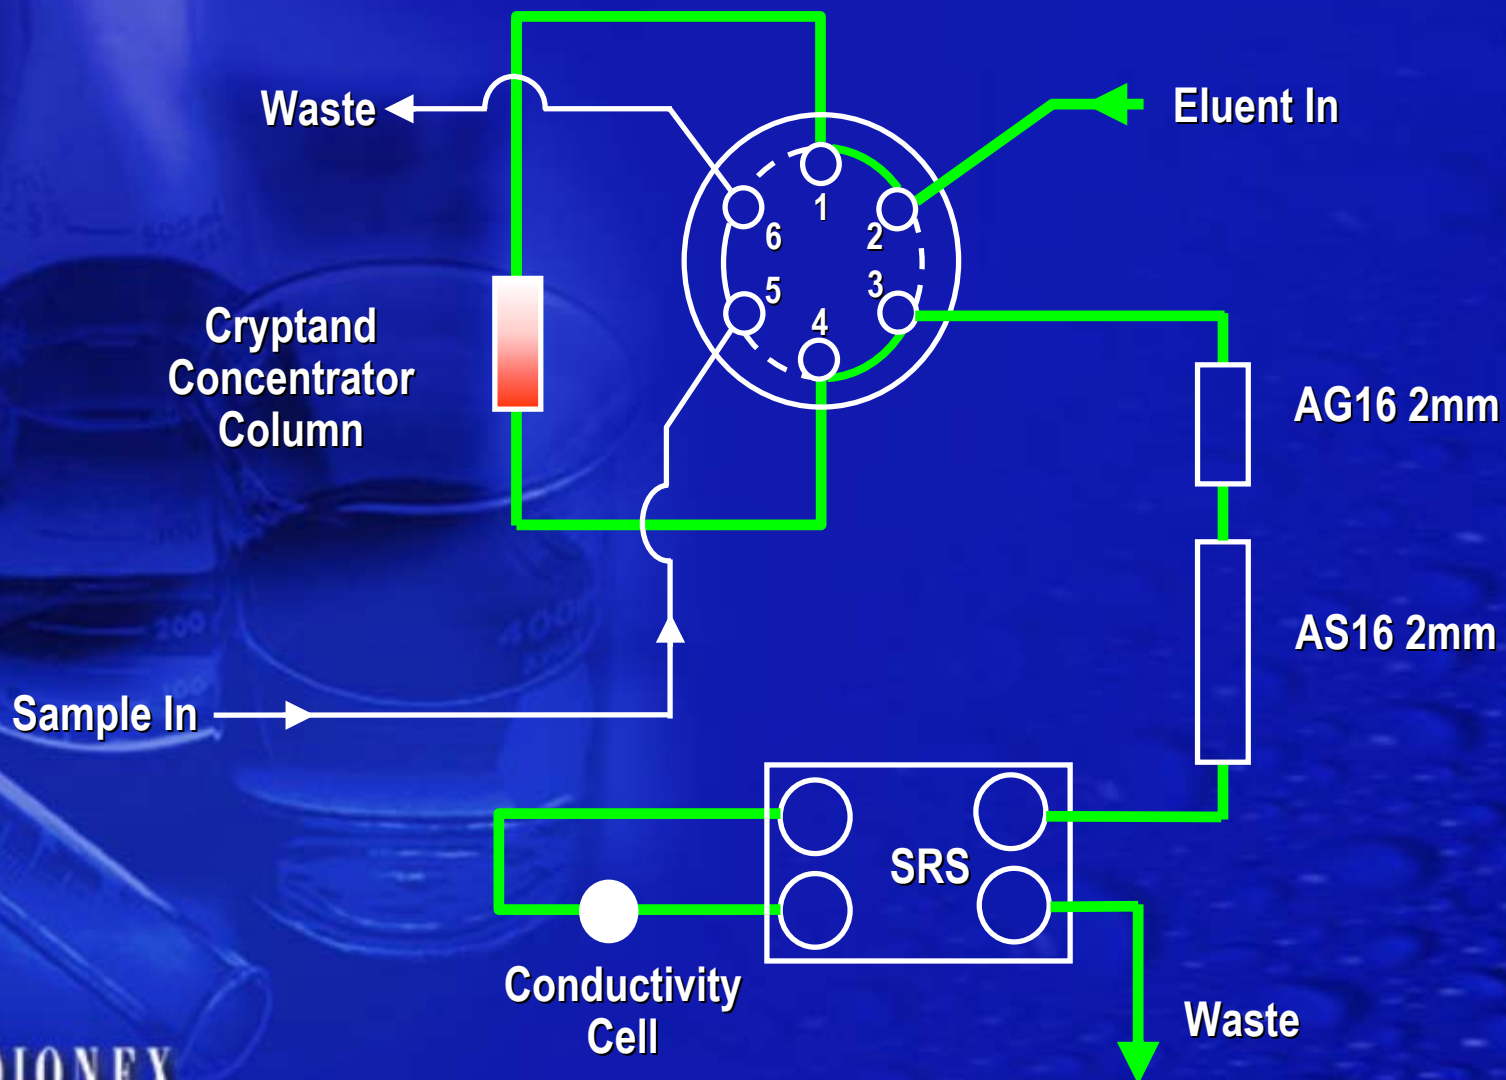 Waste
Eluent In
1
6
2
5
3
4
Cryptand
Concentrator
Column
AG16 2mm
AS16 2mm
Sample In
SRS
Conductivity
Cell
Waste
DIONEX